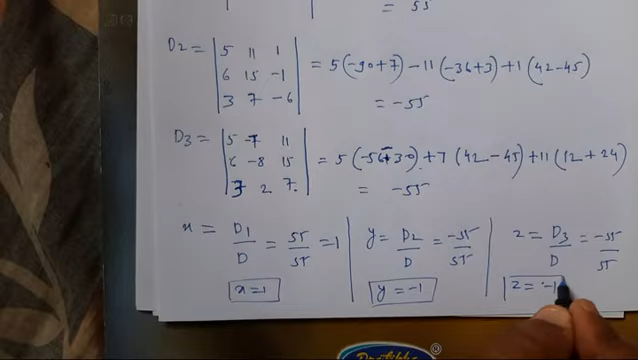 = 55
D2 = | 5 11 1 | = 5(-90+7) - 11(-36+3) + 1(42-45)
| 6 15 -1 |
| 3 7 -6 | = -55
D3 = | 5 -7 11 |
| 6 -8 15 | = 5(-56+30) + 7(42-45) + 11(12+24)
| 3 2 7 | = -55
x = D1/D = 55/55 = 1 | y = D2/D = -55/55 | z = D3/D = -55/55
x=1 y=-1 z=-1